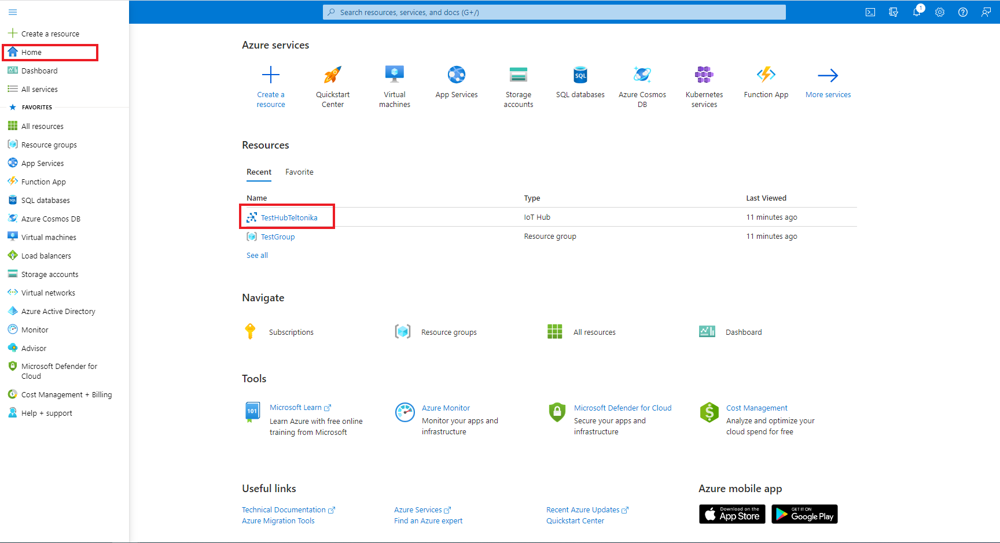 Search resources, services, and docs (G+/)
1
Create a resource
Home
Dashboard
All services
FAVORITES
All resources
Resource groups
App Services
Function App
SQL databases
Azure Cosmos DB
Virtual machines
Load balancers
Storage accounts
Virtual networks
Azure Active Directory
Monitor
Advisor
Microsoft Defender for
Cloud
Cost Management + Billing
Help + support
Azure services
Create a
resource
Quickstart
Center
Virtual
machines
App Services
Storage
accounts
SQL
SQL databases
Azure Cosmos
DB
Kubernetes
services
Function App
More services
Resources
Recent Favorite
Name Type Last Viewed
TestHubTeltonika IoT Hub 11 minutes ago
TestGroup Resource group 11 minutes ago
See all
Navigate
Subscriptions
Resource groups
All resources
Dashboard
Tools
101
Microsoft Learn
Learn Azure with free online
training from Microsoft
Azure Monitor
Monitor your apps and
infrastructure
Microsoft Defender for Cloud
Secure your apps and
infrastructure
$
Cost Management
Analyze and optimize your
cloud spend for free
Useful links
Technical Documentation
Azure Migration Tools
Azure Services
Find an Azure expert
Recent Azure Updates
Quickstart Center
Azure mobile app
Download on the
App Store
GET IT ON
Google Play